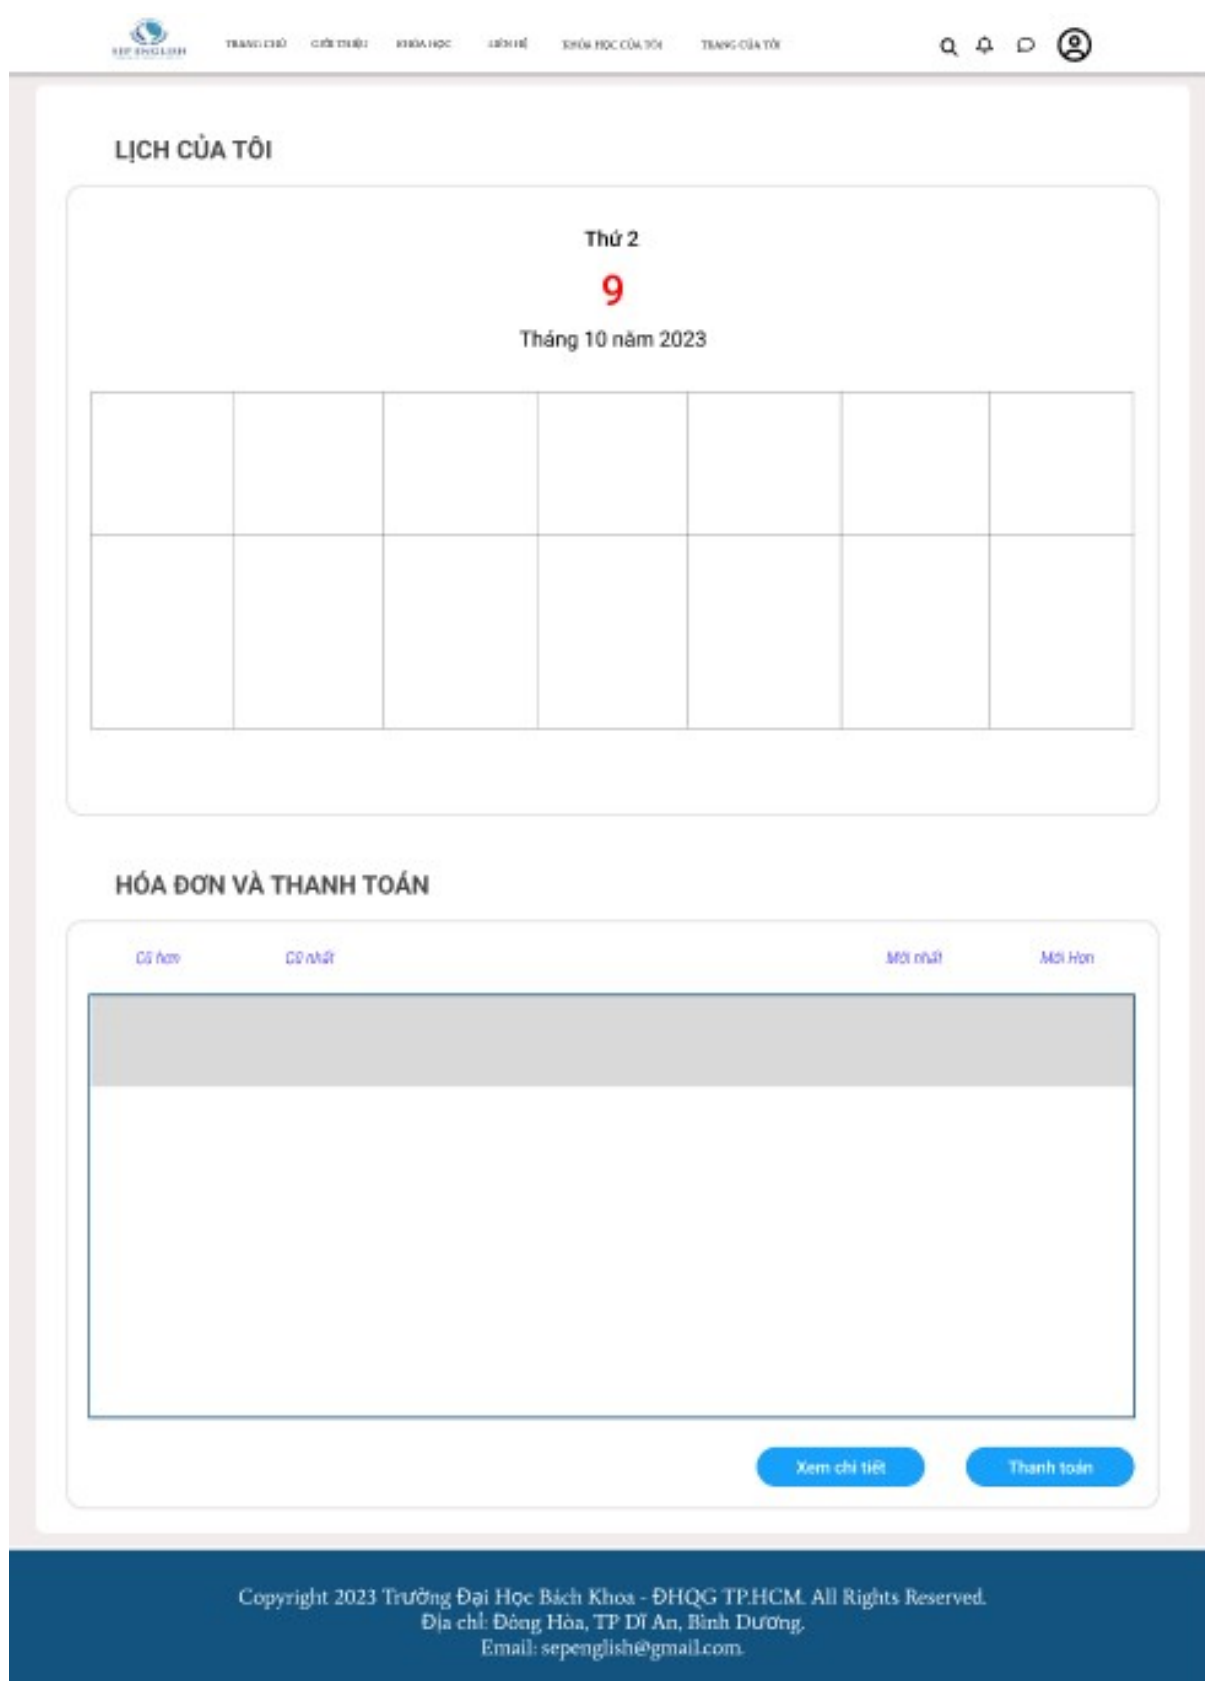 SEP ENGLISH
TRANG CHỦ GIỚI THIỆU KHÓA HỌC LIÊN HỆ KHÓA HỌC CỦA TÔI TRANG CỦA TÔI
LỊCH CỦA TÔI
Thứ 2
9
Tháng 10 năm 2023
HÓA ĐƠN VÀ THANH TOÁN
Cũ hơn Cũ nhất Mới nhất Mới Hơn
Xem chi tiết Thanh toán
Copyright 2023 Trường Đại Học Bách Khoa - ĐHQG TP.HCM. All Rights Reserved.
Địa chỉ: Đông Hòa, TP Dĩ An, Bình Dương.
Email: sepenglish@gmail.com.